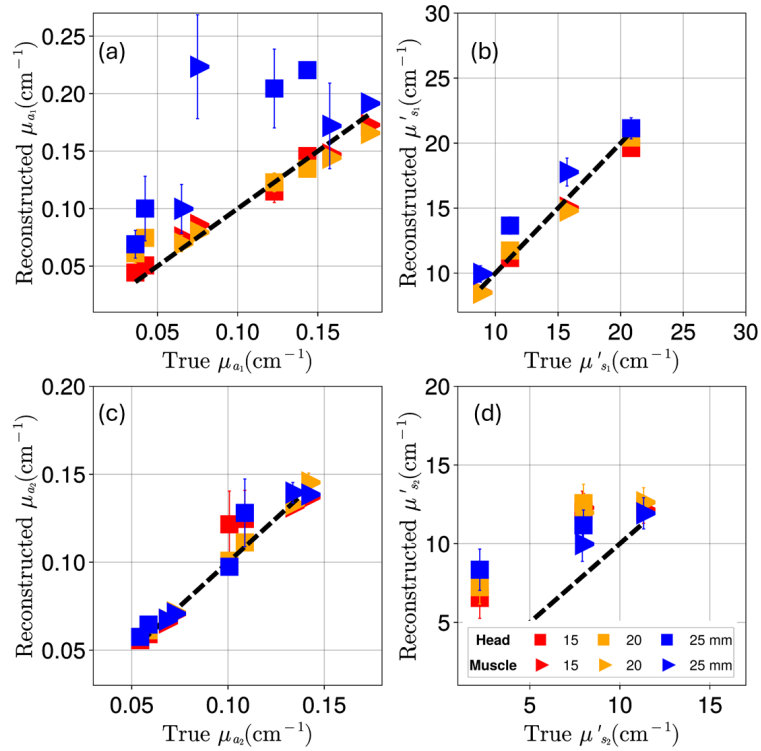 (a)
Reconstructed μa1(cm−1)
0.25
0.20
0.15
0.10
0.05
0.05 0.10 0.15
True μa1(cm−1)
(b)
Reconstructed μ's1(cm−1)
30
25
20
15
10
10 15 20 25 30
True μ's1(cm−1)
(c)
Reconstructed μa2(cm−1)
0.20
0.15
0.10
0.05
0.05 0.10 0.15
True μa2(cm−1)
(d)
Reconstructed μ's2(cm−1)
20
15
10
5
Head 15 20 25 mm
Muscle 15 20 25 mm
5 10 15
True μ's2(cm−1)